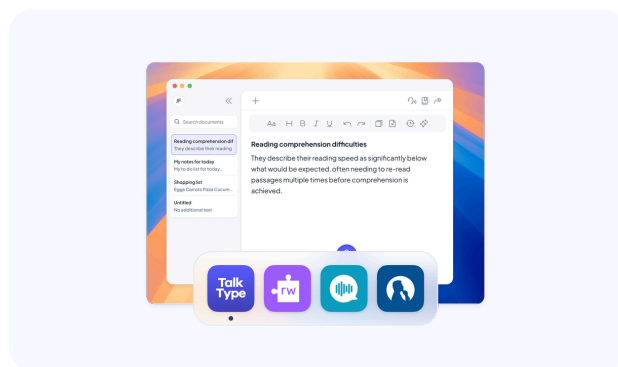 JF
Search documents
Aa H B I U
Reading comprehension dif
They describe their reading
My notes for today
My to do list for today...
Shopping list
Eggs Carrots Pizza Cucum...
Untitled
No additional text
Reading comprehension difficulties
They describe their reading speed as significantly below
what would be expected, often needing to re-read
passages multiple times before comprehension is
achieved.
Talk
Type
rw